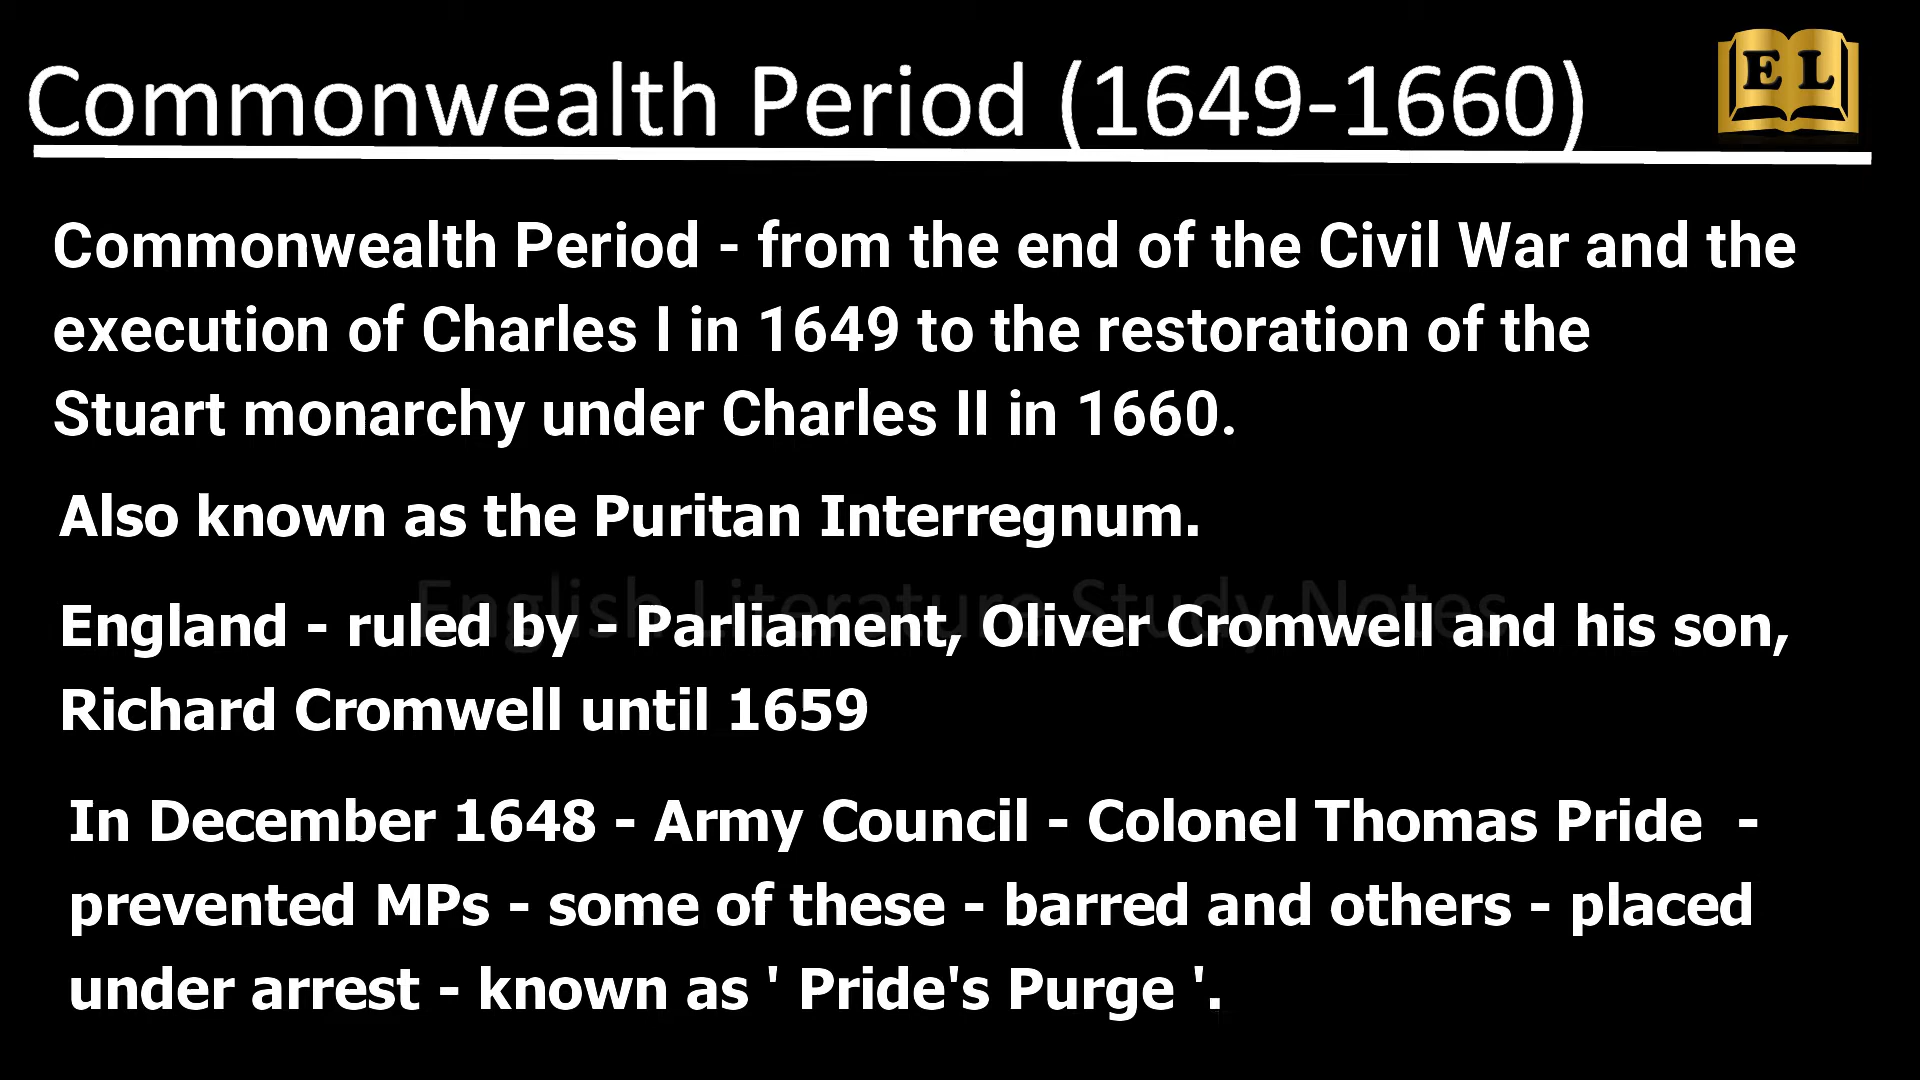 Commonwealth Period (1649-1660)
E L
Commonwealth Period - from the end of the Civil War and the
execution of Charles I in 1649 to the restoration of the
Stuart monarchy under Charles II in 1660.
Also known as the Puritan Interregnum.
English Literature Study Notes
England - ruled by - Parliament, Oliver Cromwell and his son,
Richard Cromwell until 1659
In December 1648 - Army Council - Colonel Thomas Pride -
prevented MPs - some of these - barred and others - placed
under arrest - known as ' Pride's Purge '.